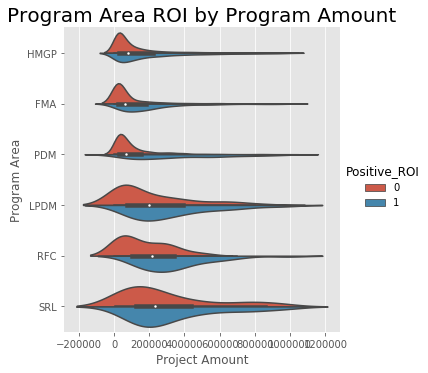 Program Area ROI by Program Amount
HMGP
FMA
PDM
LPDM
RFC
SRL
Program Area
Positive_ROI
0
1
−200000 0 200000 400000 600000 800000 1000000 1200000
Project Amount